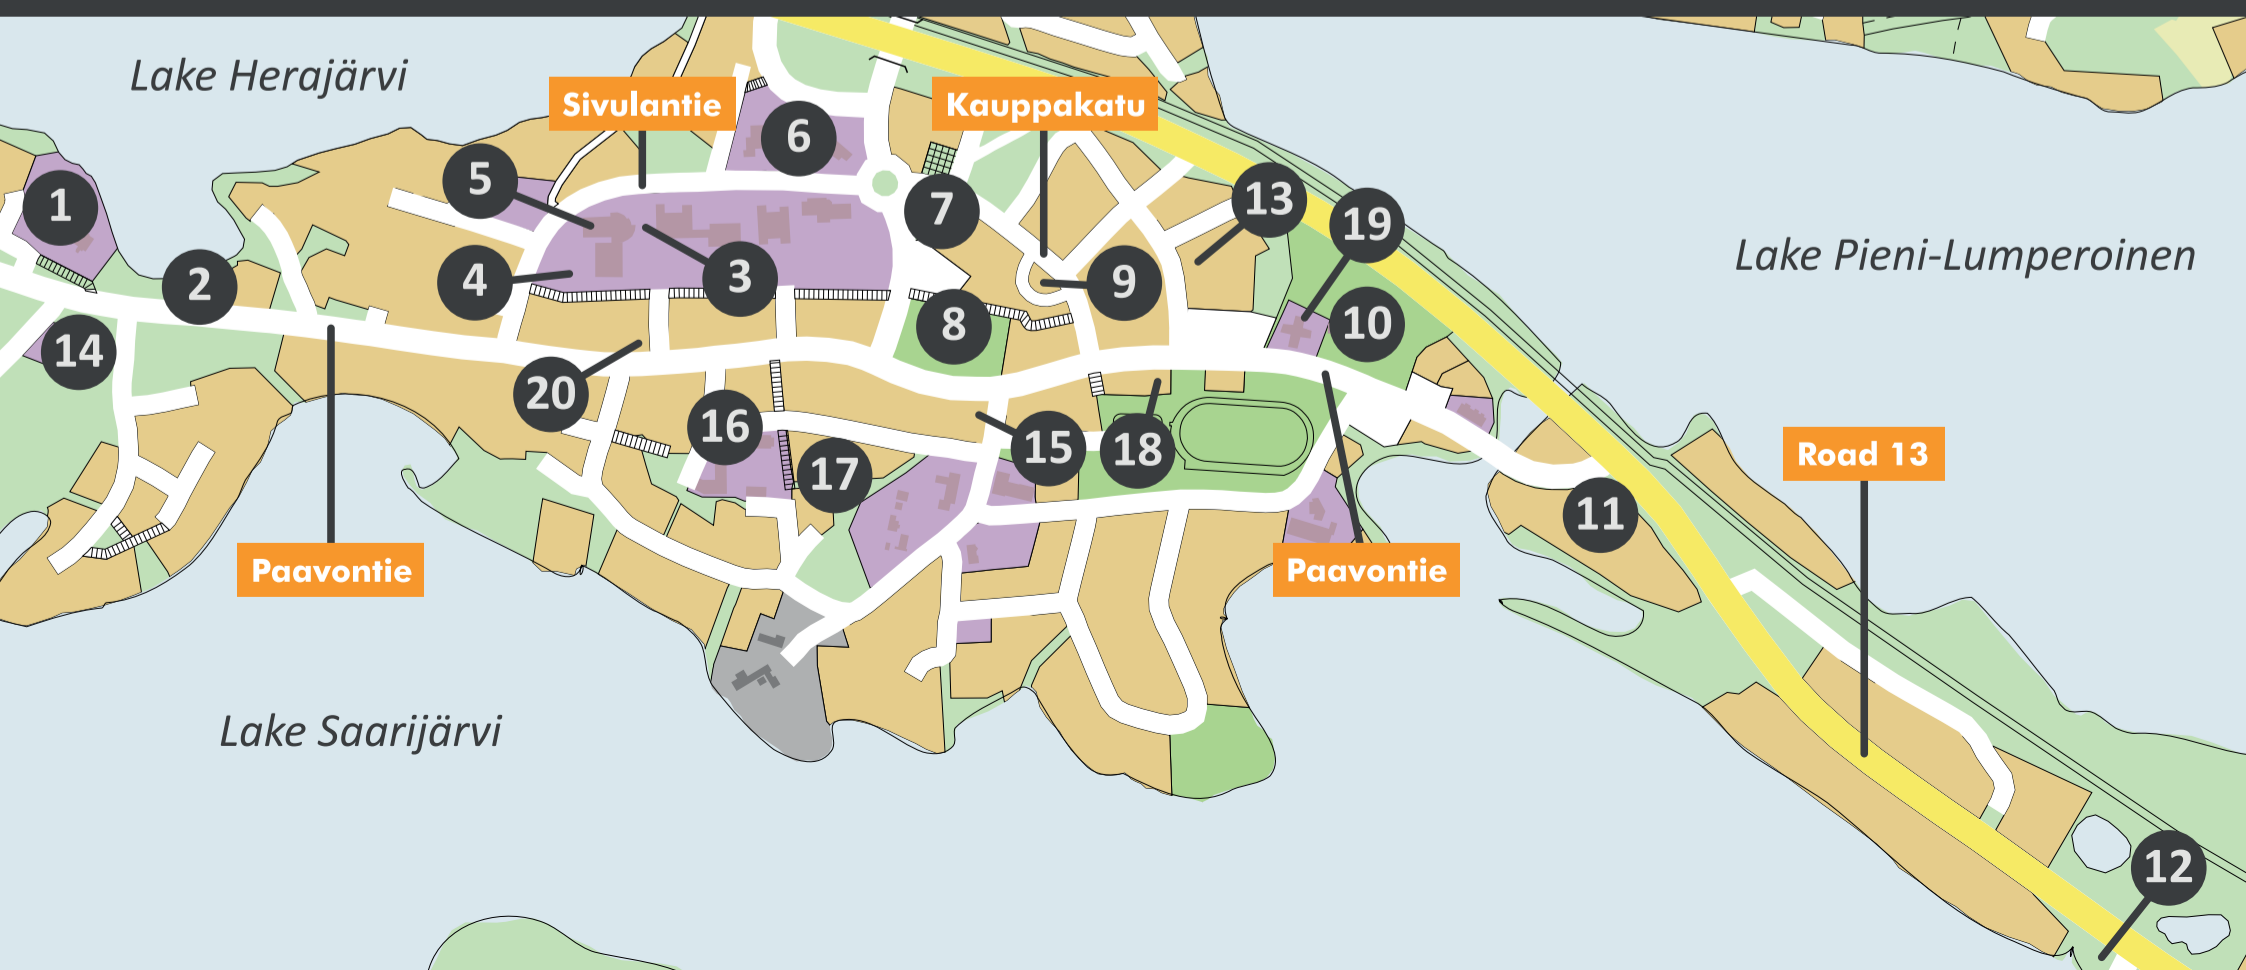 Lake Herajärvi
Sivulantie
Kauppakatu
6
5
1
7
13
19
Lake Pieni-Lumperoinen
4
3
9
2
8
10
14
20
16
15
18
17
Road 13
11
Paavontie
Paavontie
Lake Saarijärvi
12